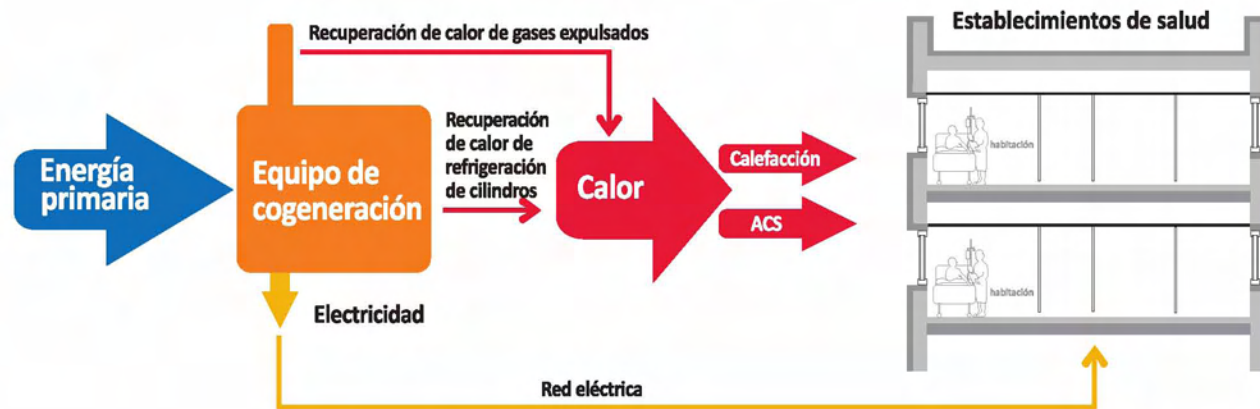 Establecimientos de salud
Recuperación de calor de gases expulsados
Energía
primaria
Equipo de
cogeneración
Recuperación
de calor de
refrigeración
de cilindros
Calor
Calefacción
ACS
habitación
habitación
Electricidad
Red eléctrica